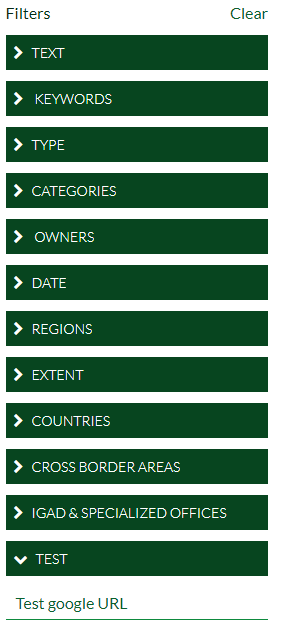 Filters Clear
TEXT
KEYWORDS
TYPE
CATEGORIES
OWNERS
DATE
REGIONS
EXTENT
COUNTRIES
CROSS BORDER AREAS
IGAD & SPECIALIZED OFFICES
TEST
Test google URL